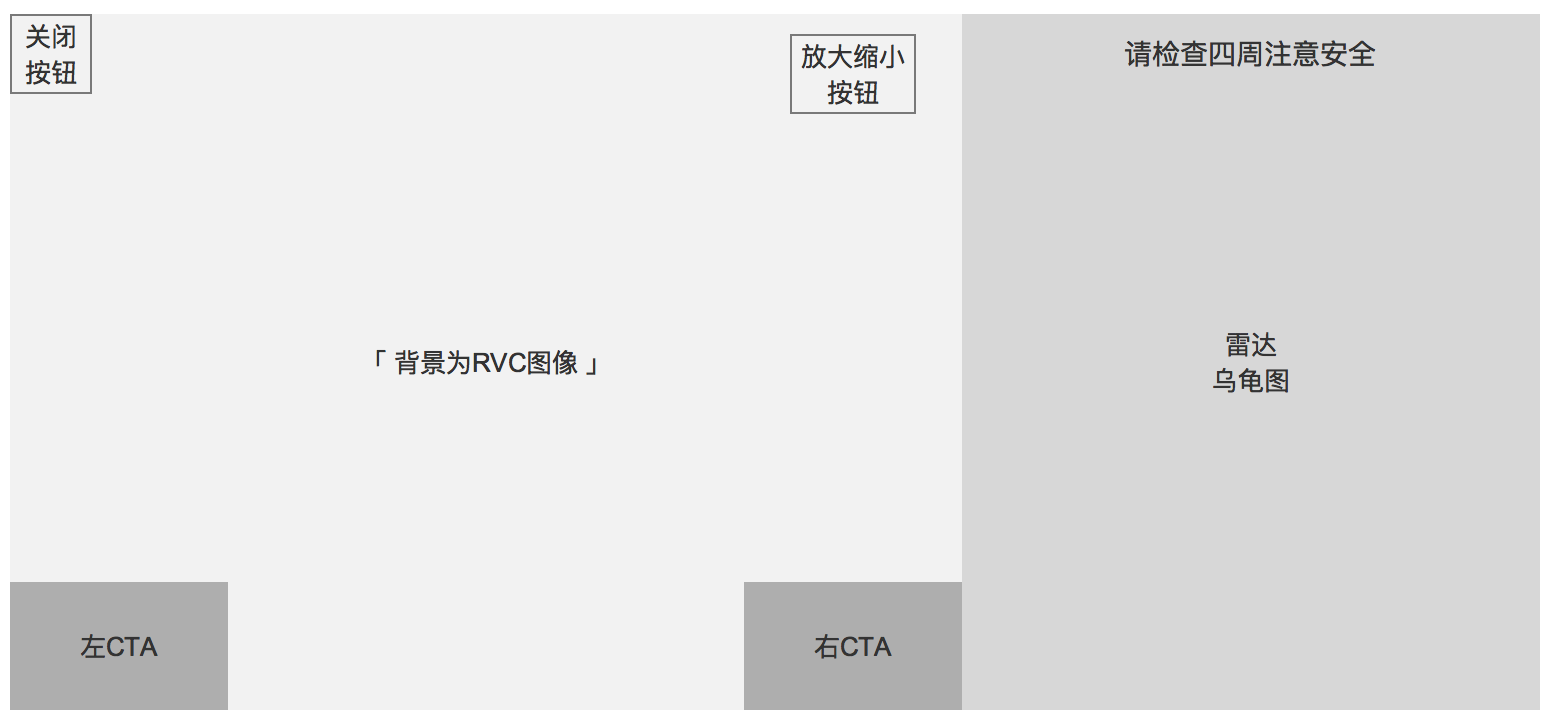 关闭
按钮
放大缩小
按钮
请检查四周注意安全
「 背景为RVC图像 」
雷达
乌龟图
左CTA
右CTA